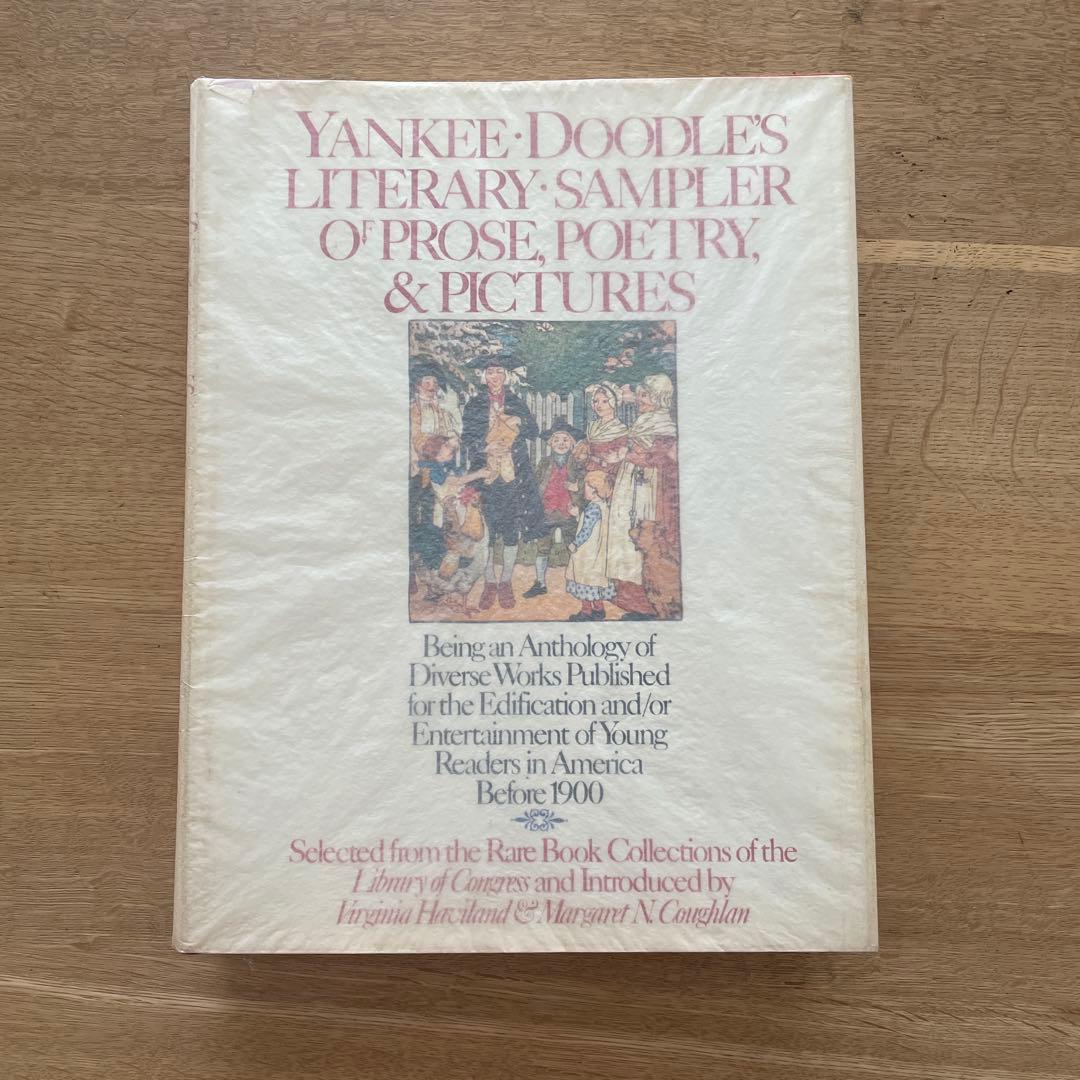 YANKEE·DOODLE'S
LITERARY·SAMPLER
OF PROSE, POETRY,
& PICTURES
Being an Anthology of
Diverse Works Published
for the Edification and/or
Entertainment of Young
Readers in America
Before 1900
Selected from the Rare Book Collections of the
Library of Congress and Introduced by
Virginia Haviland & Margaret N. Coughlan